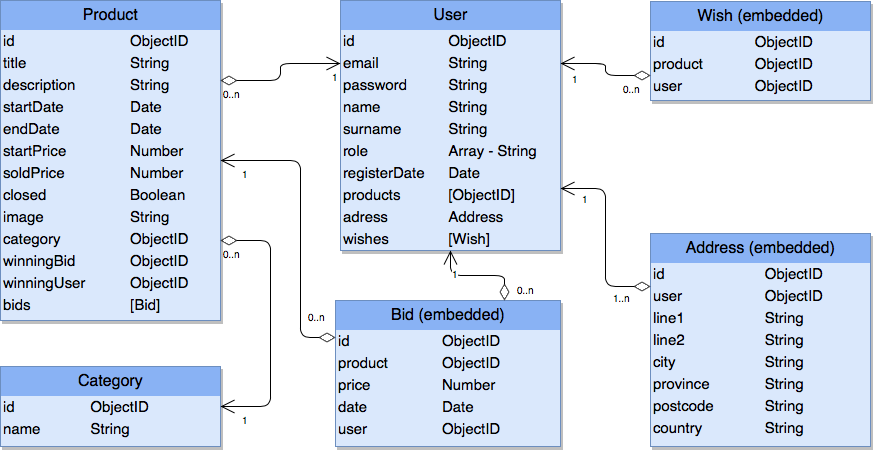 Product
id ObjectID
title String
description String
startDate Date
endDate Date
startPrice Number
soldPrice Number
closed Boolean
image String
category ObjectID
winningBid ObjectID
winningUser ObjectID
bids [Bid]
0..n
1
1
0..n
User
id ObjectID
email String
password String
name String
surname String
role Array - String
registerDate Date
products [ObjectID]
adress Address
wishes [Wish]
1
0..n
1
1..n
Wish (embedded)
id ObjectID
product ObjectID
user ObjectID
Address (embedded)
id ObjectID
user ObjectID
line1 String
line2 String
city String
province String
postcode String
country String
1
0..n
0..n
Bid (embedded)
id ObjectID
product ObjectID
price Number
date Date
user ObjectID
Category
id ObjectID
name String
1